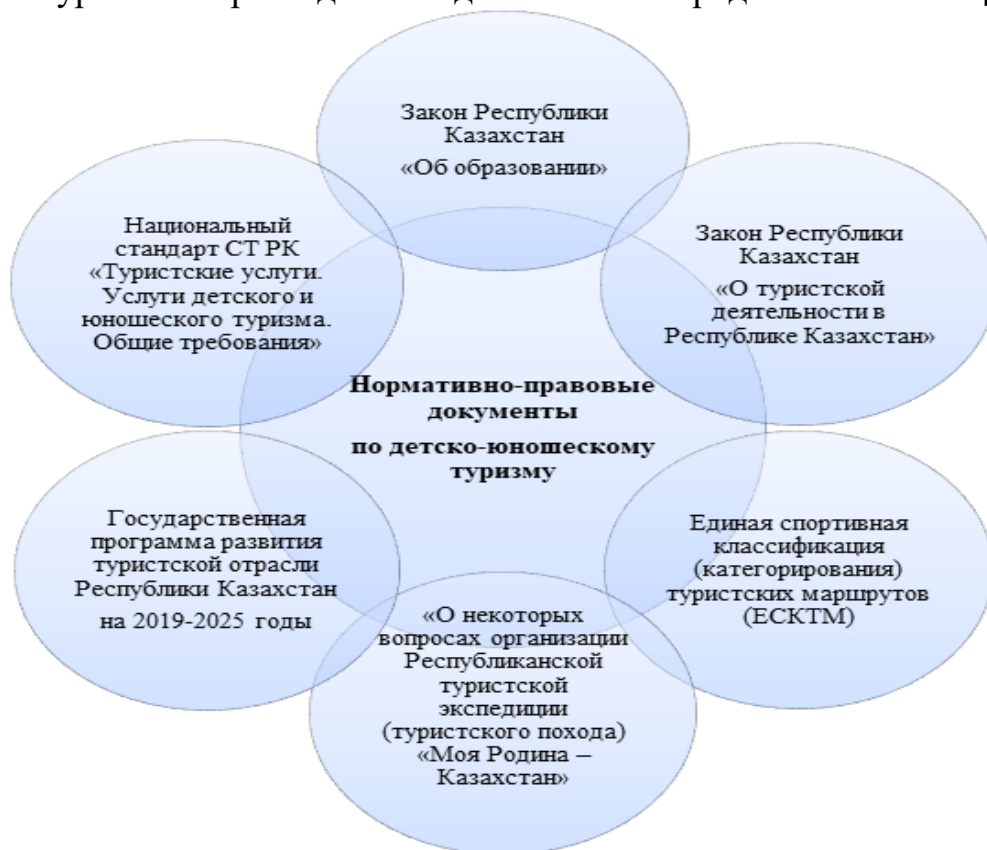 Закон Республики
Казахстан
«Об образовании»
Закон Республики
Казахстан
«О туристской
деятельности в
Республике Казахстан»
Единая спортивная
классификация
(категорирования)
туристских маршрутов
(ЕСКТМ)
«О некоторых
вопросах организации
Республиканской
туристской
экспедиции
(туристского похода)
«Моя Родина –
Казахстан»
Государственная
программа развития
туристской отрасли
Республики Казахстан
на 2019-2025 годы
Национальный
стандарт СТ РК
«Туристские услуги.
Услуги детского и
юношеского туризма.
Общие требования»
Нормативно-правовые
документы
по детско-юношескому
туризму